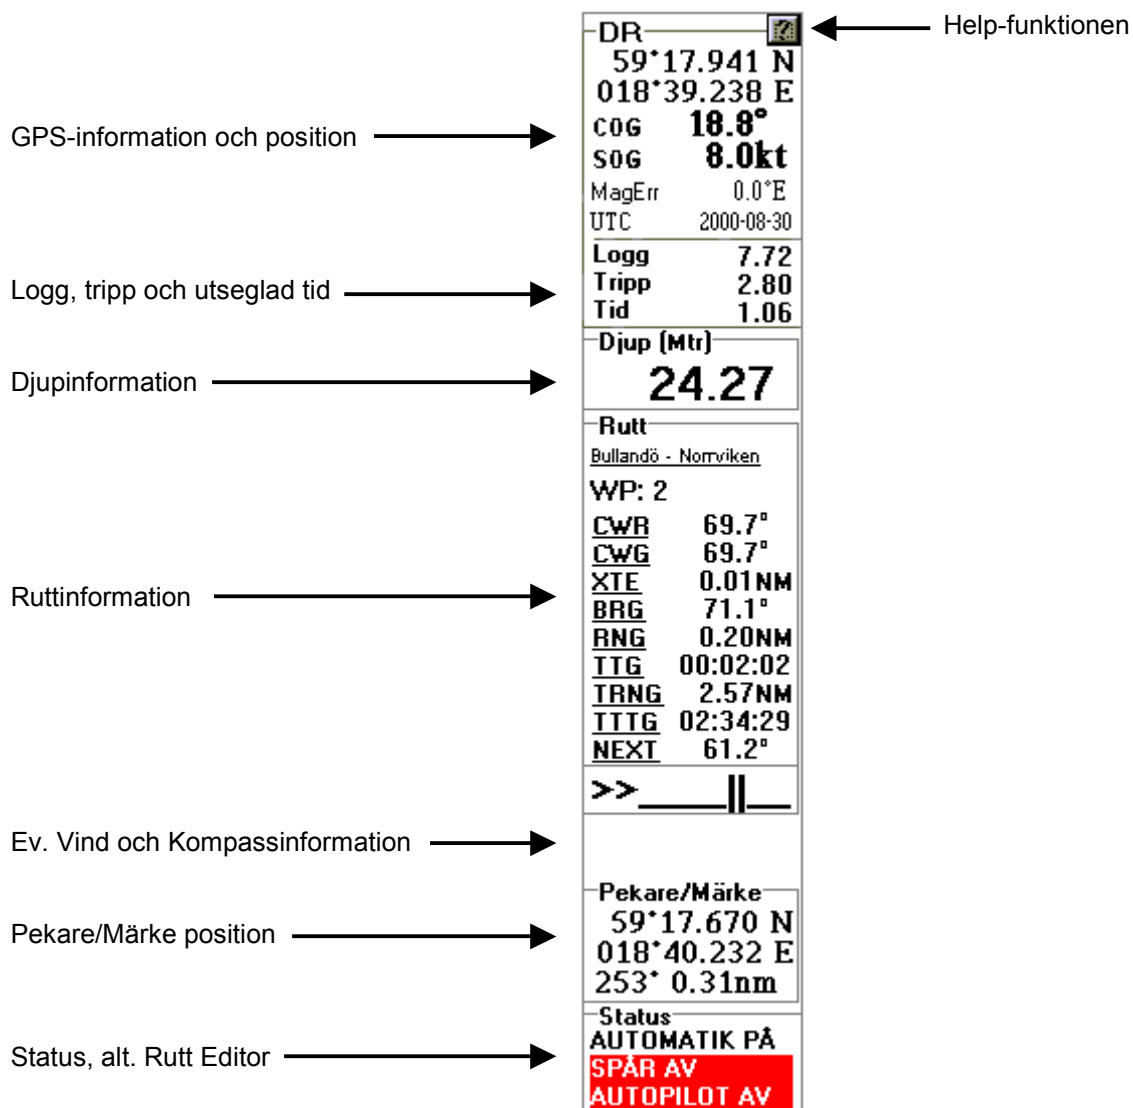 Help-funktionen
DR
59°17.941 N
018°39.238 E
GPS-information och position
COG 18.8°
SOG 8.0kt
MagErr 0.0°E
UTC 2000-08-30
Logg, tripp och utseglad tid
Logg 7.72
Tripp 2.80
Tid 1.06
Djupinformation
Djup (Mtr)
24.27
Ruttinformation
Rutt
Bullandö - Norrviken
WP: 2
CWR 69.7°
CWG 69.7°
XTE 0.01NM
BRG 71.1°
RNG 0.20NM
TTG 00:02:02
TRNG 2.57NM
TTTG 02:34:29
NEXT 61.2°
>>_____||___
Ev. Vind och Kompassinformation
Pekare/Märke position
Pekare/Märke
59°17.670 N
018°40.232 E
253° 0.31nm
Status, alt. Rutt Editor
Status
AUTOMATIK PÅ
SPÅR AV
AUTOPILOT AV